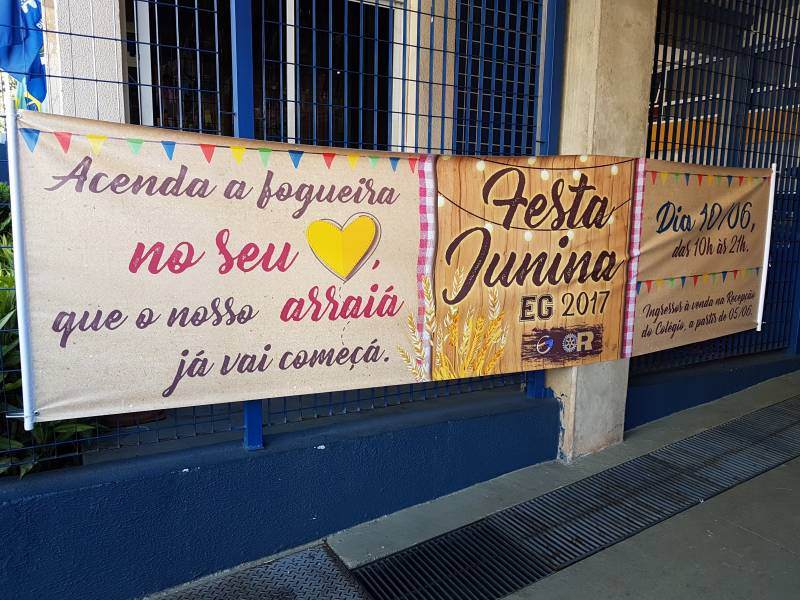 Acenda a fogueira
no seu ,
que o nosso arraiá
já vai começá.
Festa
Junina
EG 2017
R
Dia 10/06,
das 10h às 21h.
Ingressos à venda na Recepção
do Colégio, a partir de 05/06.